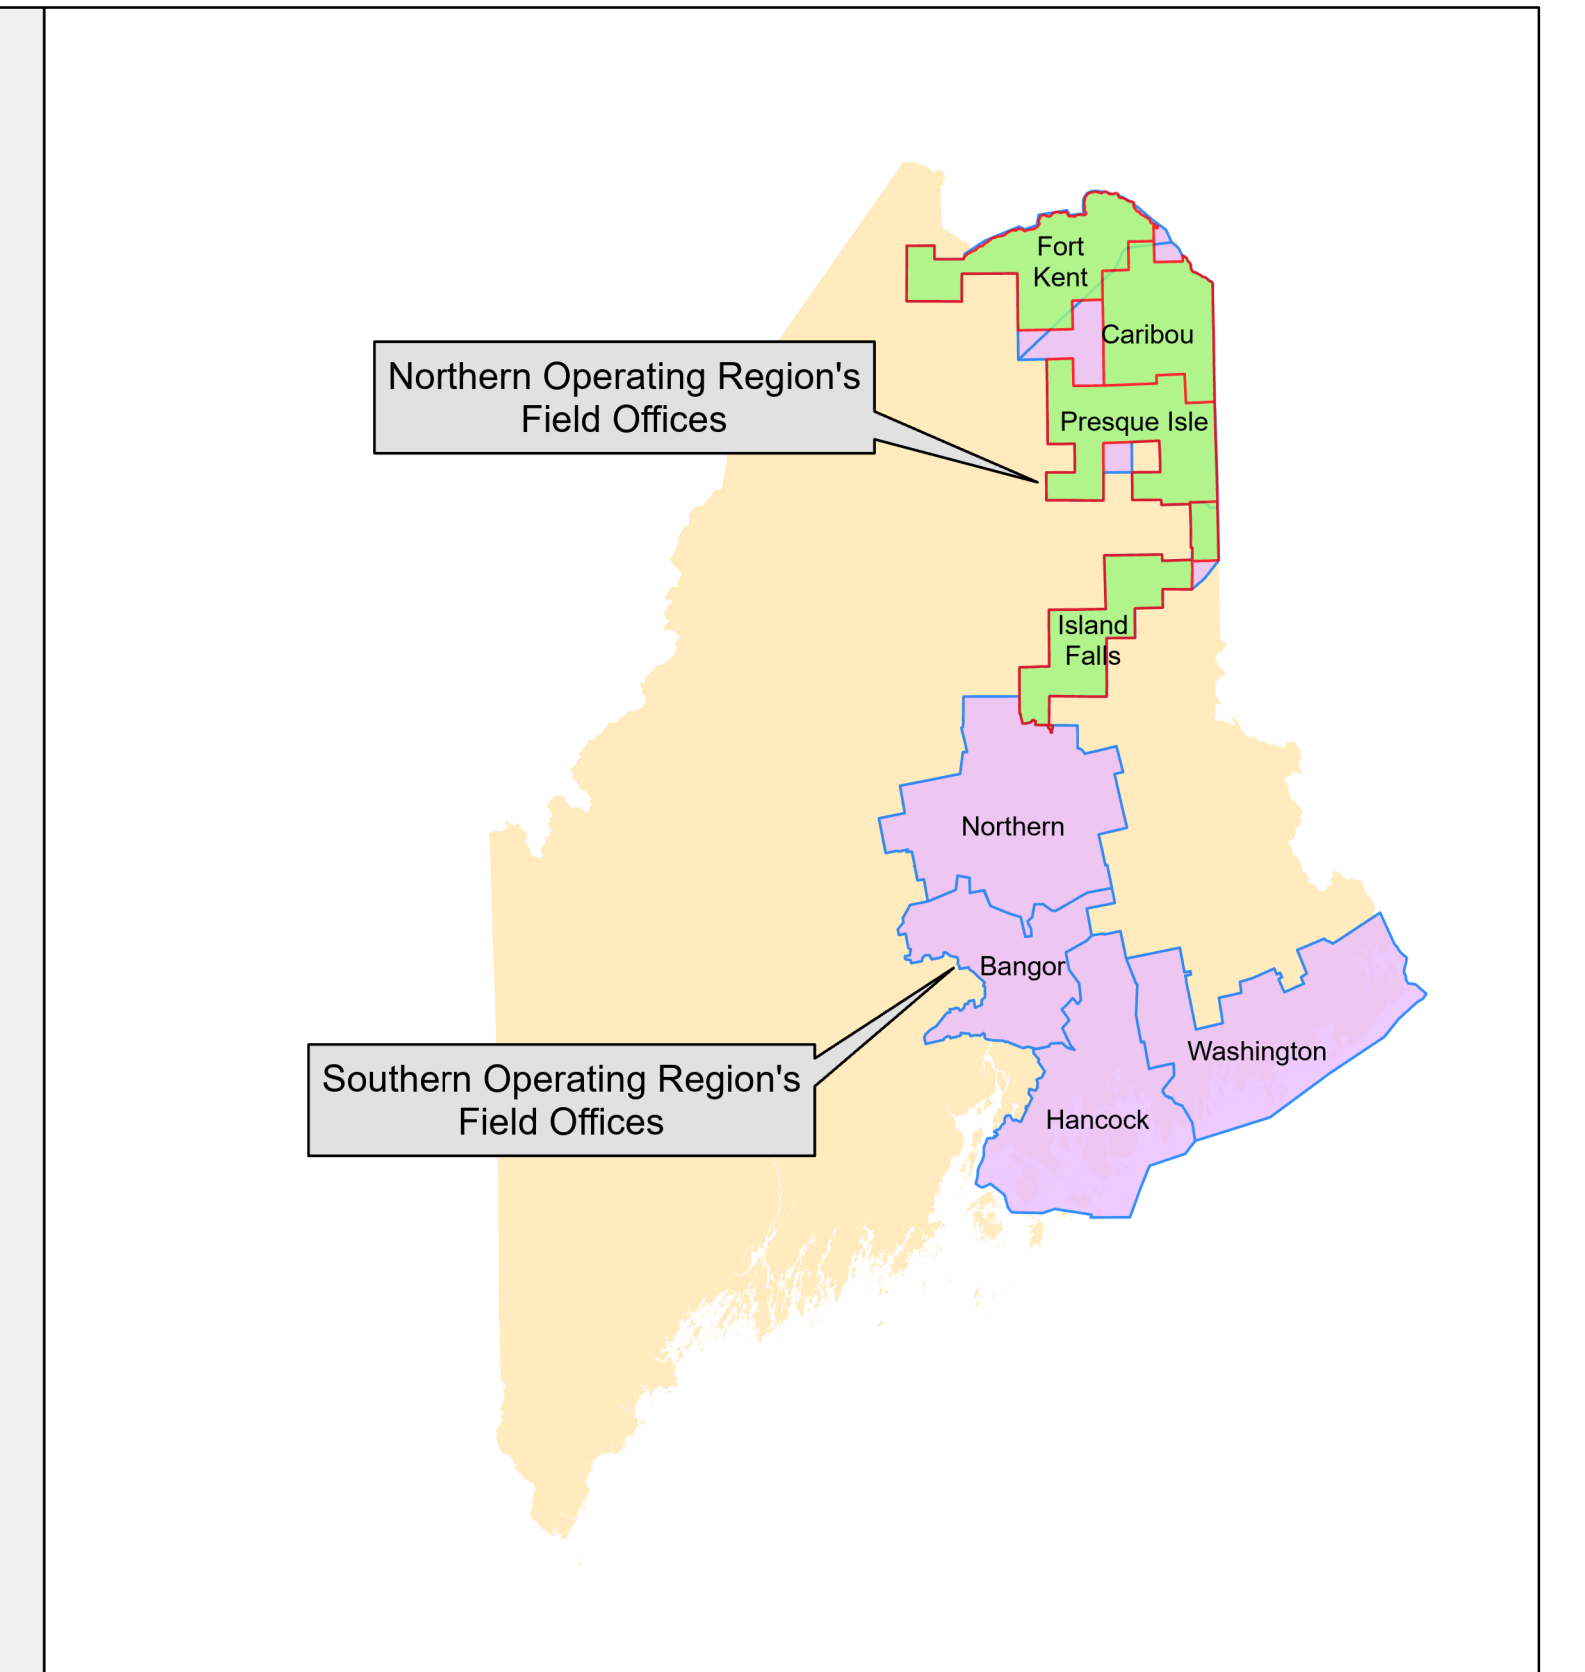 Fort
Kent
Caribou
Northern Operating Region's
Field Offices
Presque Isle
Island
Falls
Northern
Bangor
Washington
Southern Operating Region's
Field Offices
Hancock